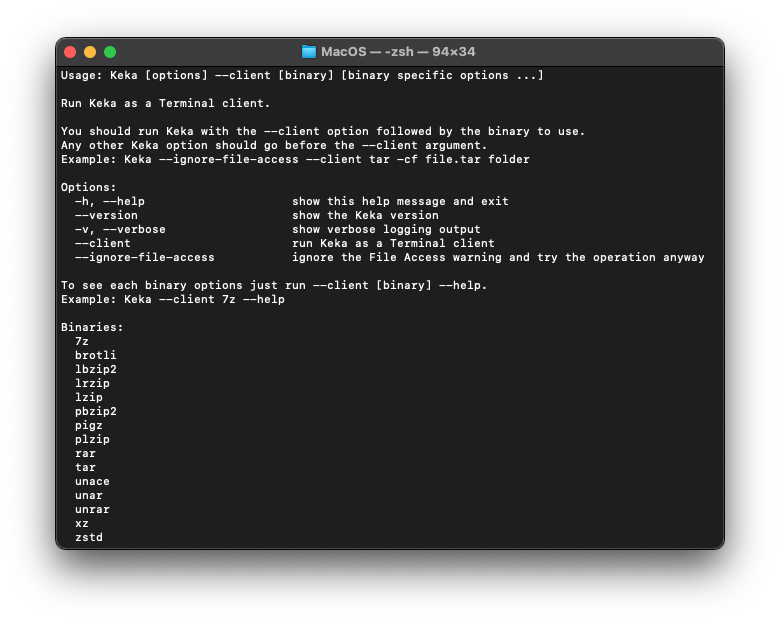 MacOS — -zsh — 94×34
Usage: Keka [options] --client [binary] [binary specific options ...]
Run Keka as a Terminal client.
You should run Keka with the --client option followed by the binary to use.
Any other Keka option should go before the --client argument.
Example: Keka --ignore-file-access --client tar -cf file.tar folder
Options:
-h, --help show this help message and exit
--version show the Keka version
-v, --verbose show verbose logging output
--client run Keka as a Terminal client
--ignore-file-access ignore the File Access warning and try the operation anyway
To see each binary options just run --client [binary] --help.
Example: Keka --client 7z --help
Binaries:
7z
brotli
lbzip2
lrzip
lzip
pbzip2
pigz
plzip
rar
tar
unace
unar
unrar
xz
zstd